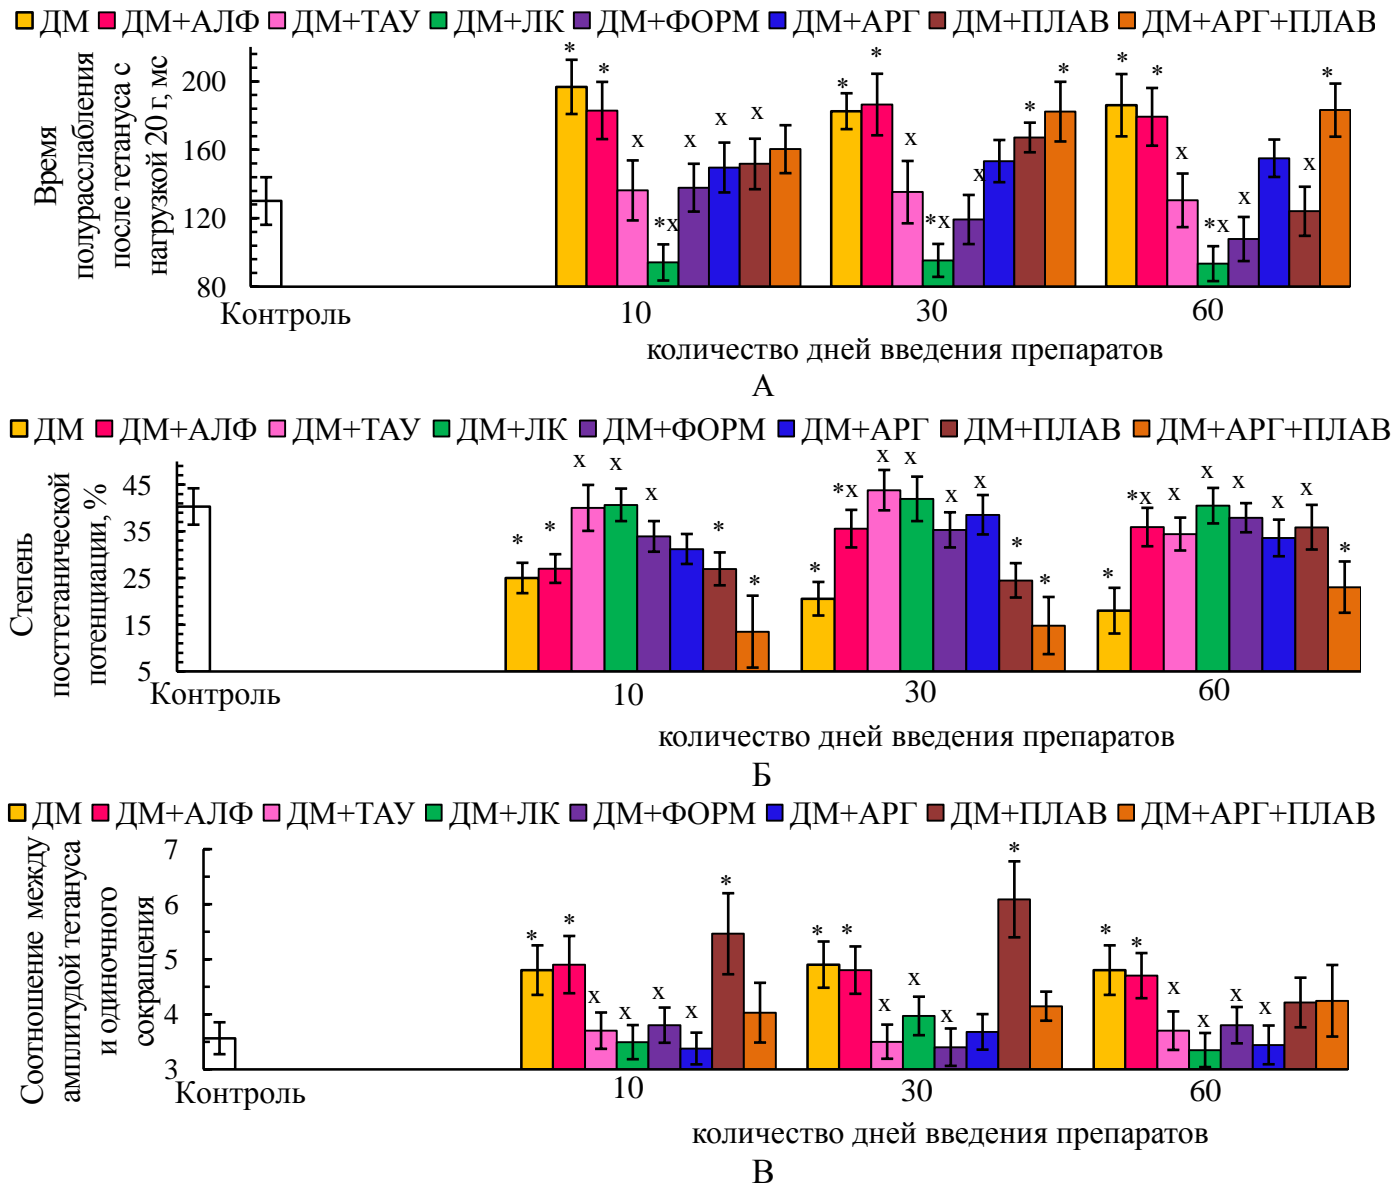 ДМ ДМ+АЛФ ДМ+ТАУ ДМ+ЛК ДМ+ФОРМ ДМ+АРГ ДМ+ПЛАВ ДМ+АРГ+ПЛАВ
Время
полурасслабления
после тетануса с
нагрузкой 20 г, мс
200
160
120
80
* * x *x x x x
* * x *x x * *
* * x *x x x *
Контроль
10
30
60
количество дней введения препаратов
А
ДМ ДМ+АЛФ ДМ+ТАУ ДМ+ЛК ДМ+ФОРМ ДМ+АРГ ДМ+ПЛАВ ДМ+АРГ+ПЛАВ
Степень
постетанической
потенциации, %
45
35
25
15
5
* * x x x * *
* *x x x x x * *
* *x x x x x x *
Контроль
10
30
60
количество дней введения препаратов
Б
ДМ ДМ+АЛФ ДМ+ТАУ ДМ+ЛК ДМ+ФОРМ ДМ+АРГ ДМ+ПЛАВ ДМ+АРГ+ПЛАВ
Соотношение между
амплитудой тетануса
и одиночного
сокращения
7
6
5
4
3
* * x x x x *
* * x x x *
* * x x x x
Контроль
10
30
60
количество дней введения препаратов
В